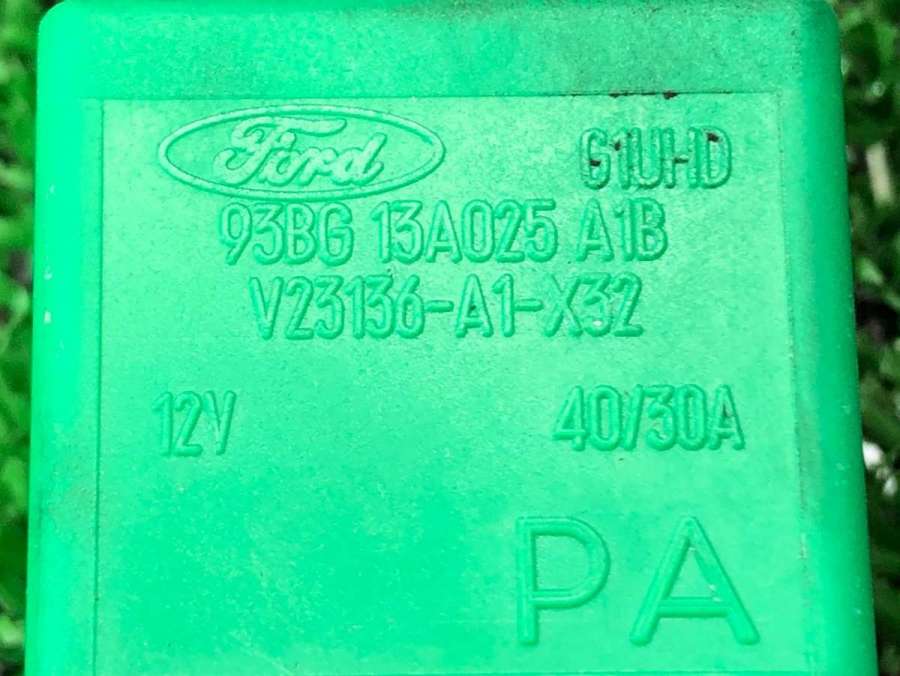 Ford G1UHD
93BG 13A025 A1B
V23136-A1-X32
12V 40/30A
PA